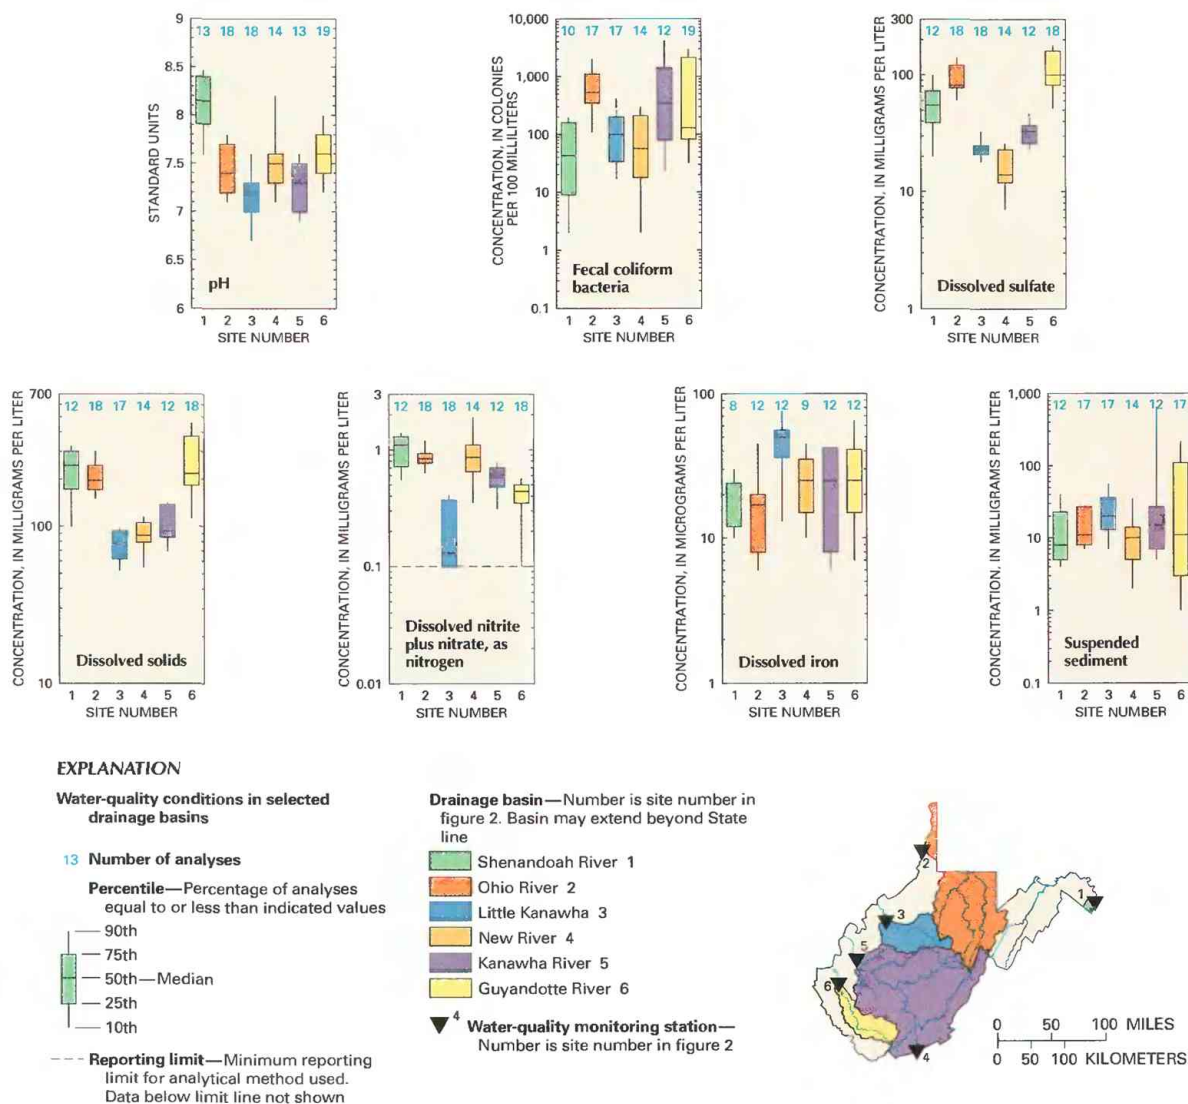 9
8.5
8
7.5
7
6.5
6
STANDARD UNITS
13 18 18 14 13 19
pH
1 2 3 4 5 6
SITE NUMBER
10,000
1,000
100
10
1
0.1
CONCENTRATION, IN COLONIES
PER 100 MILLILITERS
10 17 17 14 12 19
Fecal coliform
bacteria
1 2 3 4 5 6
SITE NUMBER
300
100
10
1
CONCENTRATION, IN MILLIGRAMS PER LITER
12 18 18 14 12 18
Dissolved sulfate
1 2 3 4 5 6
SITE NUMBER
700
100
10
CONCENTRATION, IN MILLIGRAMS PER LITER
12 18 17 14 12 18
Dissolved solids
1 2 3 4 5 6
SITE NUMBER
3
1
0.1
0.01
CONCENTRATION, IN MILLIGRAMS PER LITER
12 18 18 14 12 18
Dissolved nitrite
plus nitrate, as
nitrogen
1 2 3 4 5 6
SITE NUMBER
100
10
1
CONCENTRATION, IN MICROGRAMS PER LITER
8 12 12 9 12 12
Dissolved iron
1 2 3 4 5 6
SITE NUMBER
1,000
100
10
1
0.1
CONCENTRATION, IN MILLIGRAMS PER LITER
12 17 17 14 12 17
Suspended
sediment
1 2 3 4 5 6
SITE NUMBER
EXPLANATION
Water-quality conditions in selected
drainage basins
13 Number of analyses
Percentile—Percentage of analyses
equal to or less than indicated values
90th
75th
50th—Median
25th
10th
Reporting limit—Minimum reporting
limit for analytical method used.
Data below limit line not shown
Drainage basin—Number is site number in
figure 2. Basin may extend beyond State
line
Shenandoah River 1
Ohio River 2
Little Kanawha 3
New River 4
Kanawha River 5
Guyandotte River 6
4 Water-quality monitoring station—
Number is site number in figure 2
2
1
3
5
6
4
0 50 100 MILES
0 50 100 KILOMETERS